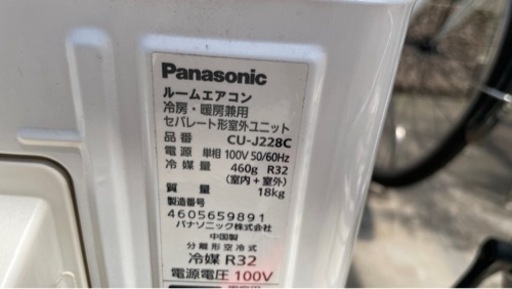 Panasonic
ルームエアコン
冷房・暖房兼用
セパレート形室外ユニット
品番 CU-J228C
電源 単相 100V 50/60Hz
冷媒量 460g R32
(室内+室外)
質量 18kg
製造番号
4605659891
パナソニック株式会社
中国製
分離形空冷式
冷媒 R32
電源電圧 100V